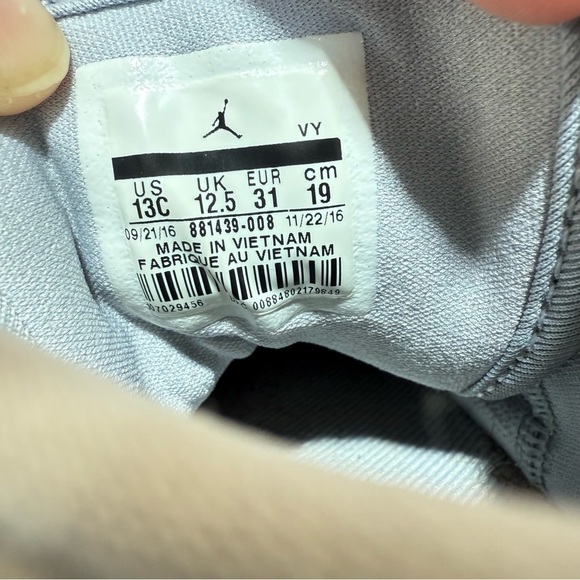 VY
US UK EUR cm
13C 12.5 31 19
09/21/16 881439-008 11/22/16
MADE IN VIETNAM
FABRIQUE AU VIETNAM